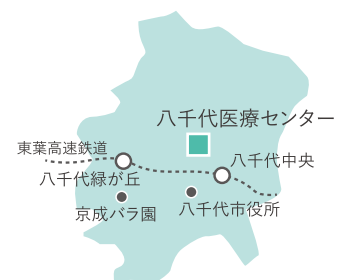 八千代医療センター
東葉高速鉄道
八千代中央
八千代緑が丘
京成バラ園
八千代市役所